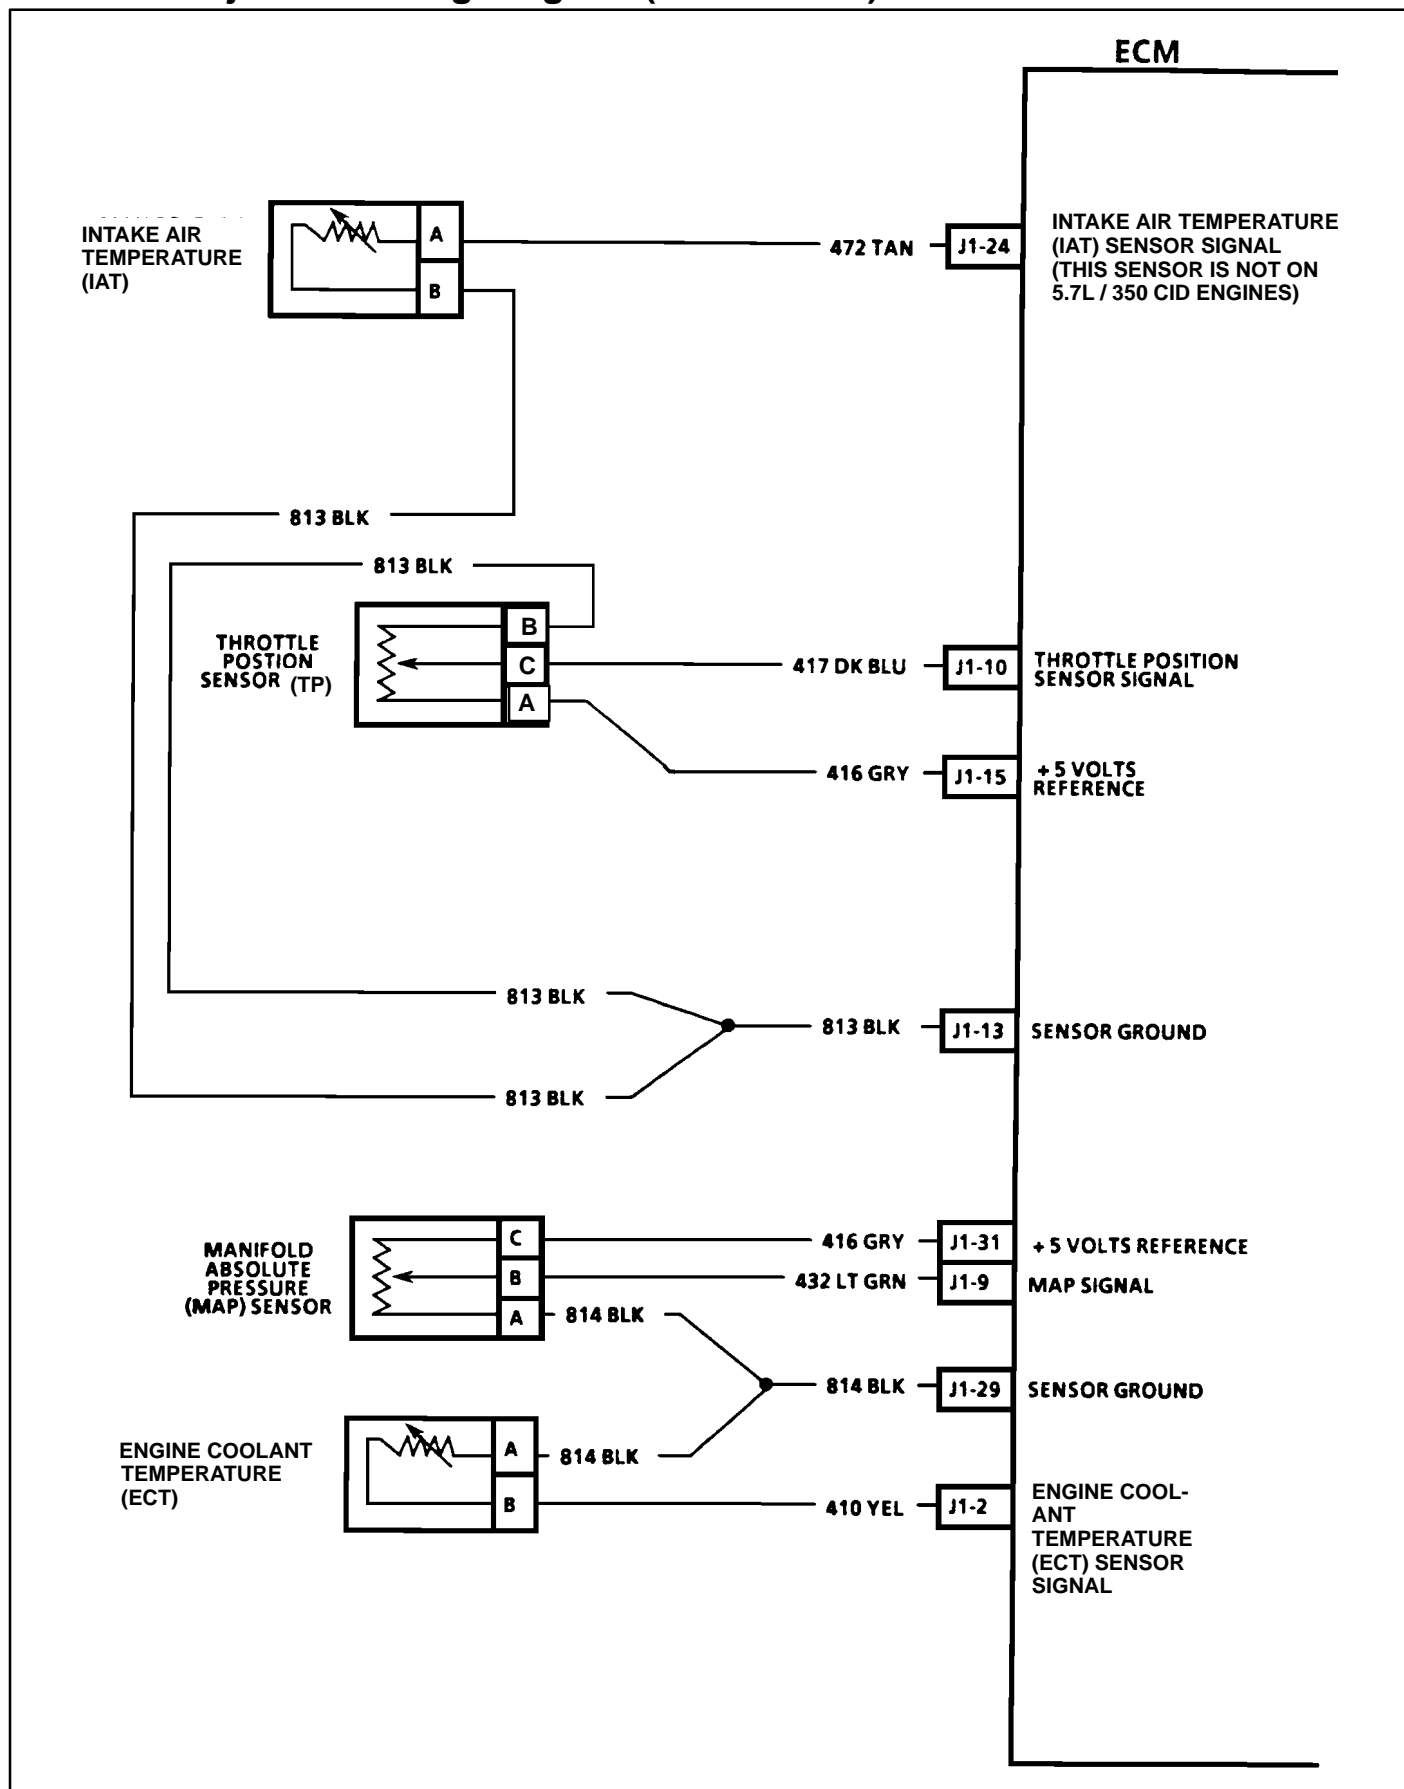 ECM
INTAKE AIR
TEMPERATURE
(IAT)
A
B
472 TAN
J1-24
INTAKE AIR TEMPERATURE
(IAT) SENSOR SIGNAL
(THIS SENSOR IS NOT ON
5.7L / 350 CID ENGINES)
813 BLK
813 BLK
THROTTLE
POSTION
SENSOR (TP)
B
C
A
417 DK BLU
J1-10
THROTTLE POSITION
SENSOR SIGNAL
416 GRY
J1-15
+ 5 VOLTS
REFERENCE
813 BLK
813 BLK
J1-13
SENSOR GROUND
813 BLK
MANIFOLD
ABSOLUTE
PRESSURE
(MAP) SENSOR
C
B
A
416 GRY
J1-31
+ 5 VOLTS REFERENCE
432 LT GRN
J1-9
MAP SIGNAL
814 BLK
814 BLK
J1-29
SENSOR GROUND
ENGINE COOLANT
TEMPERATURE
(ECT)
A
B
814 BLK
410 YEL
J1-2
ENGINE COOL-
ANT
TEMPERATURE
(ECT) SENSOR
SIGNAL